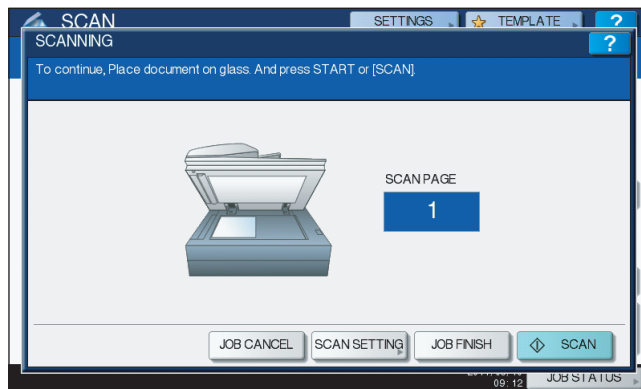 SCAN
SETTINGS
TEMPLATE
?
SCANNING
?
To continue, Place document on glass. And press START or [SCAN].
SCAN PAGE
1
JOB CANCEL
SCAN SETTING
JOB FINISH
SCAN
09: 12
JOB STATUS